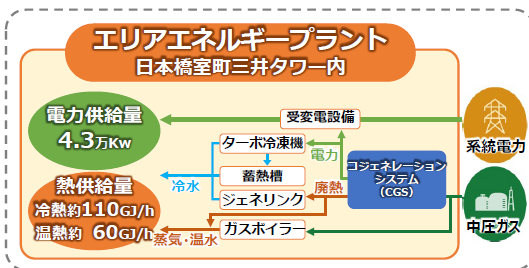 エリアエネルギープラント
日本橋室町三井タワー内
電力供給量
4.3万Kw
熱供給量
冷熱約110GJ/h
温熱約 60GJ/h
受変電設備
ターボ冷凍機
電力
蓄熱槽
冷水
ジェネリンク
廃熱
ガスボイラー
蒸気・温水
コジェネレーション
システム
(CGS)
系統電力
中圧ガス